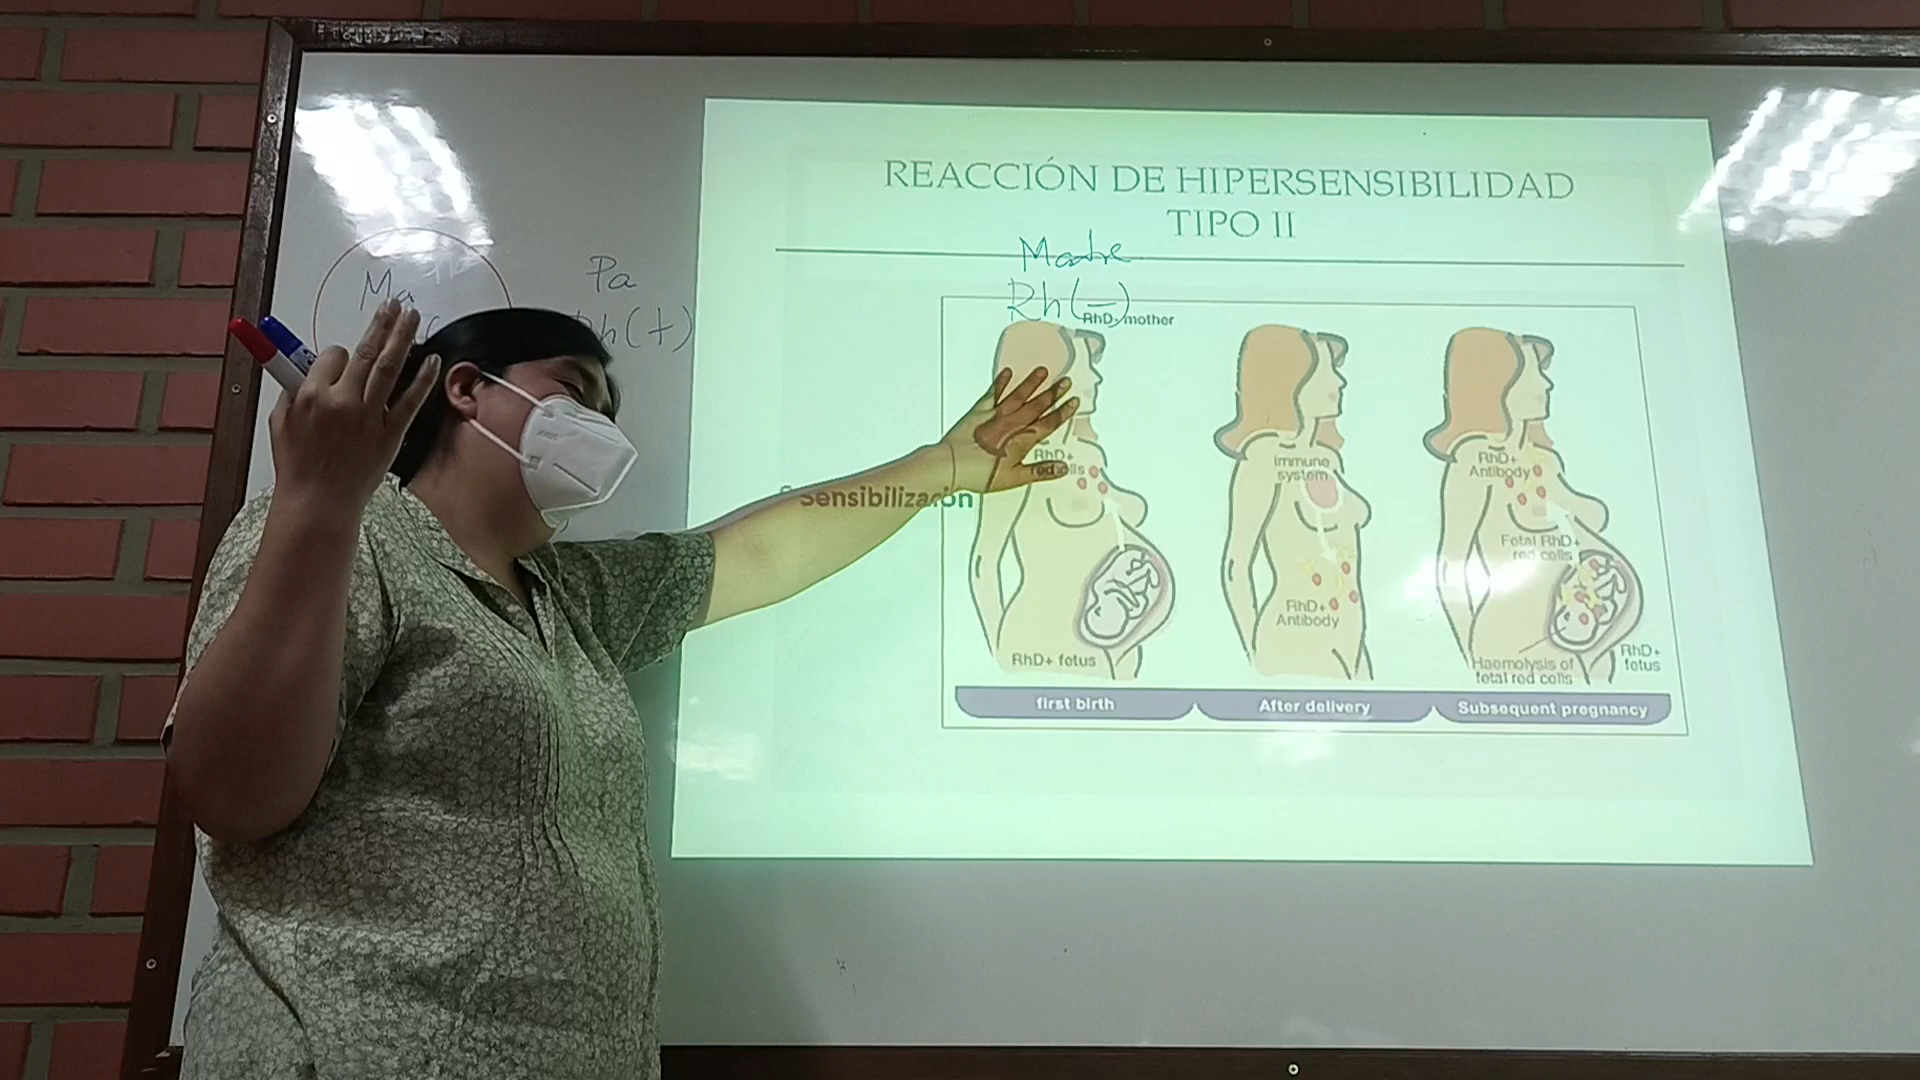 REACCIÓN DE HIPERSENSIBILIDAD
TIPO II
Madre
Rh(-)
RhD- mother
Ma
Pa
Rh(+)
Sensibilización
RhD+
red cells
RhD+ fetus
Immune
system
RhD+
Antibody
RhD+
Antibody
Fetal RhD+
red cells
Haemolysis of
fetal red cells
RhD+
fetus
first birth
After delivery
Subsequent pregnancy